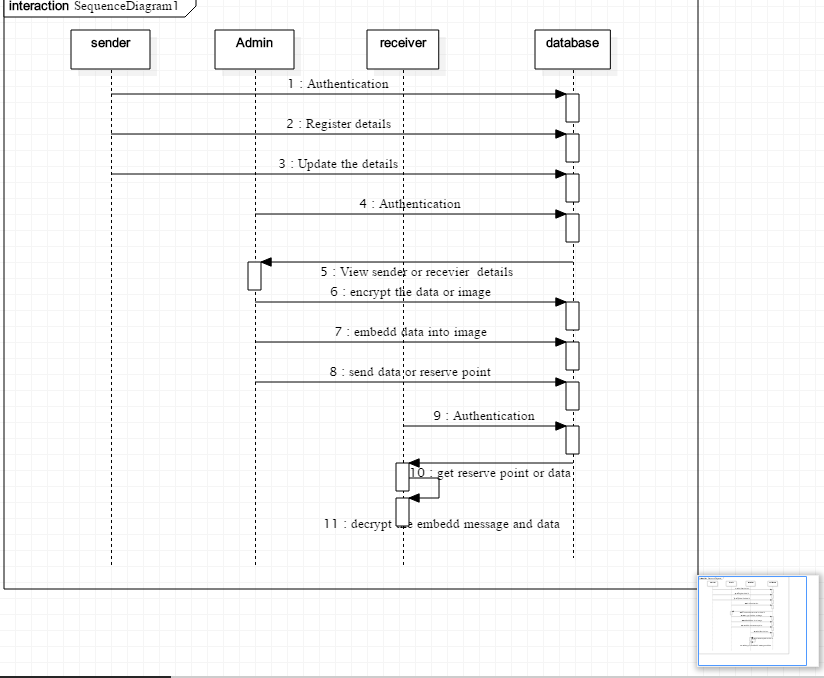 interaction SequenceDiagram1
sender
Admin
receiver
database
1 : Authentication
2 : Register details
3 : Update the details
4 : Authentication
5 : View sender or recevier details
6 : encrypt the data or image
7 : embedd data into image
8 : send data or reserve point
9 : Authentication
10 : get reserve point or data
11 : decrypt the embedd message and data